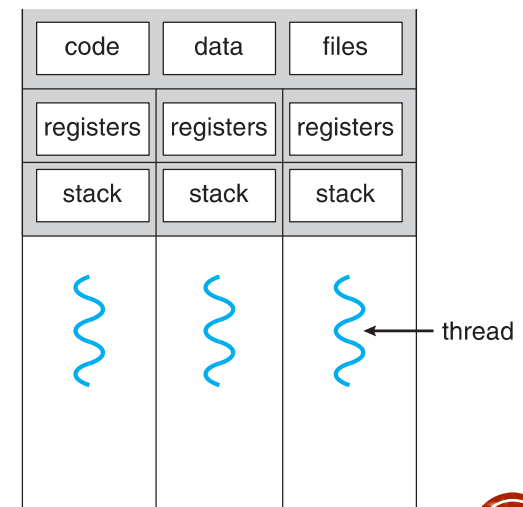 code data files
registers registers registers
stack stack stack
thread